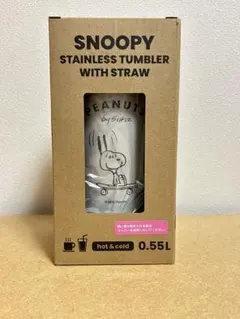 SNOOPY
STAINLESS TUMBLER
WITH STRAW
PEANUTS
hot & cold
0.55L